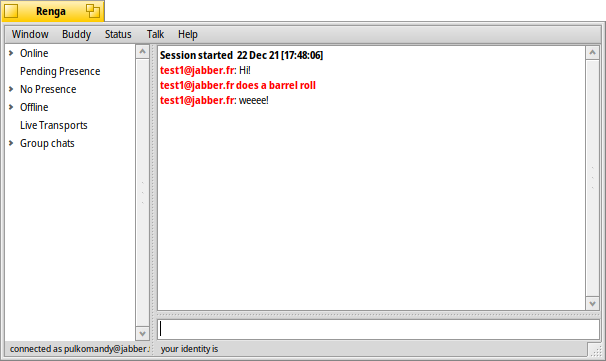 Renga
Window Buddy Status Talk Help
Online
Pending Presence
No Presence
Offline
Live Transports
Group chats
Session started 22 Dec 21 [17:48:06]
test1@jabber.fr: Hi!
test1@jabber.fr does a barrel roll
test1@jabber.fr: weeee!
connected as pulkomandy@jabber. your identity is